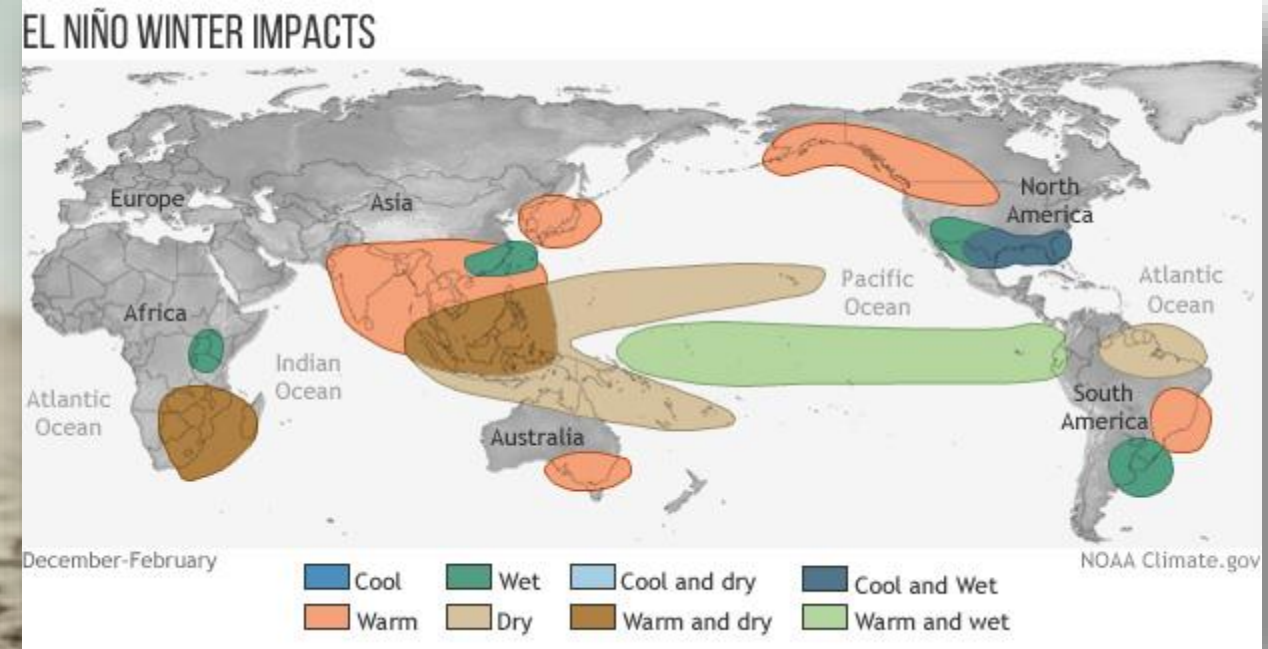 EL NIÑO WINTER IMPACTS
Europe
Asia
North
America
Pacific
Ocean
Atlantic
Ocean
Africa
Indian
Ocean
Atlantic
Ocean
South
America
Australia
December-February
NOAA Climate.gov
Cool
Wet
Cool and dry
Cool and Wet
Warm
Dry
Warm and dry
Warm and wet